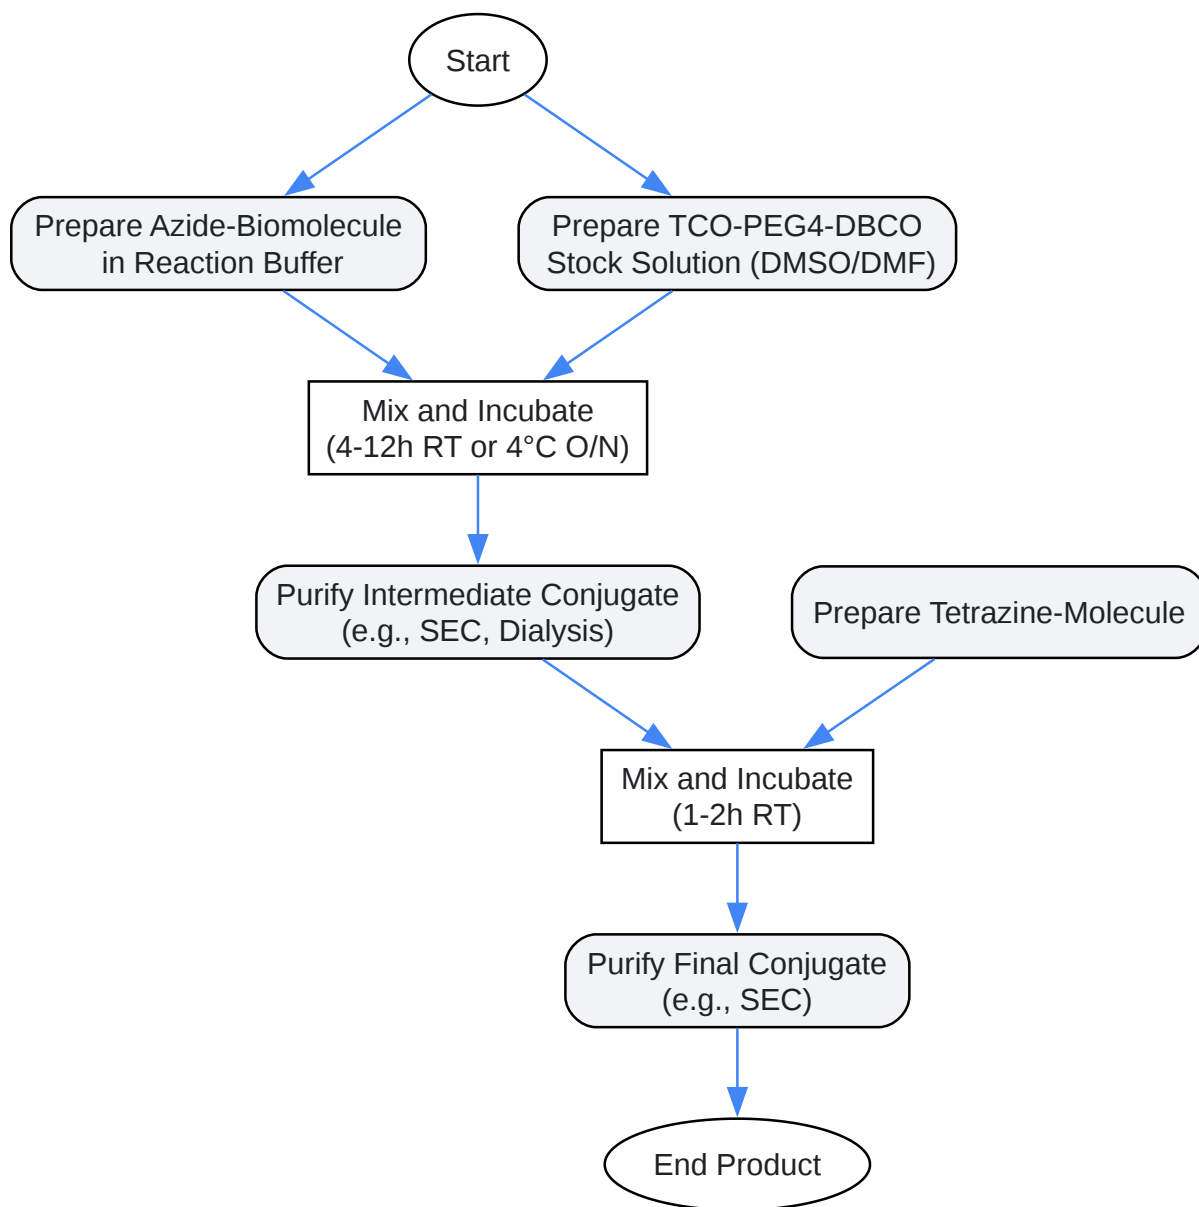 Start
Prepare Azide-Biomolecule
in Reaction Buffer
Prepare TCO-PEG4-DBCO
Stock Solution (DMSO/DMF)
Mix and Incubate
(4-12h RT or 4°C O/N)
Purify Intermediate Conjugate
(e.g., SEC, Dialysis)
Prepare Tetrazine-Molecule
Mix and Incubate
(1-2h RT)
Purify Final Conjugate
(e.g., SEC)
End Product